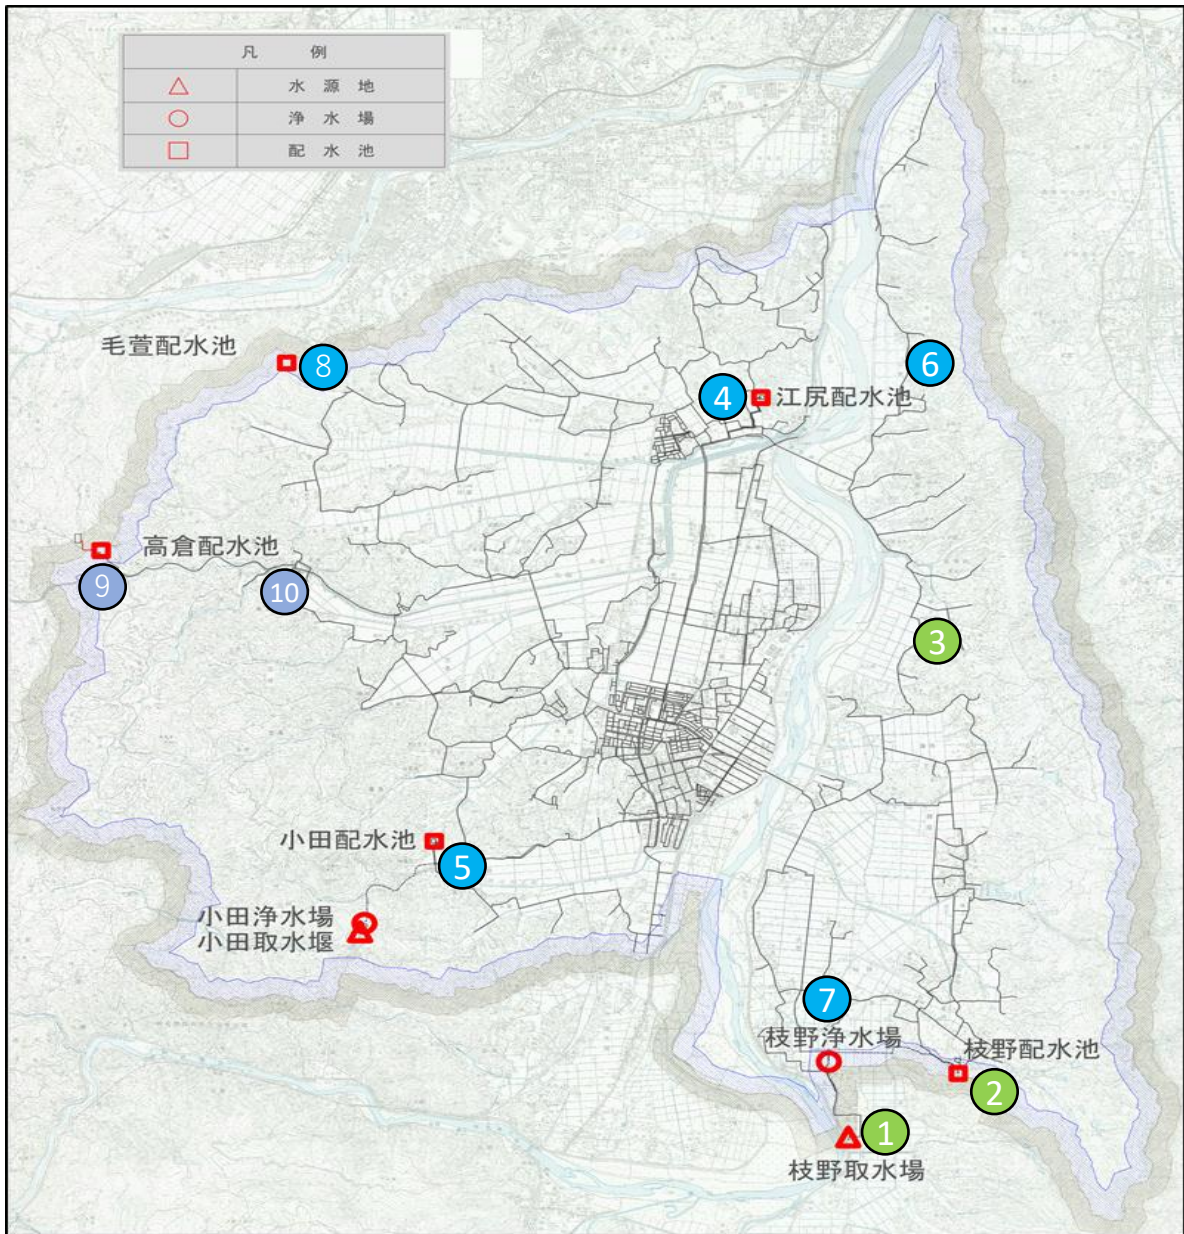 凡 例
水源地
浄水場
配水池
毛萱配水池
8
6
4
江尻配水池
高倉配水池
9
10
3
小田配水池
5
小田浄水場
小田取水堰
7
枝野浄水場
枝野配水池
2
1
枝野取水場